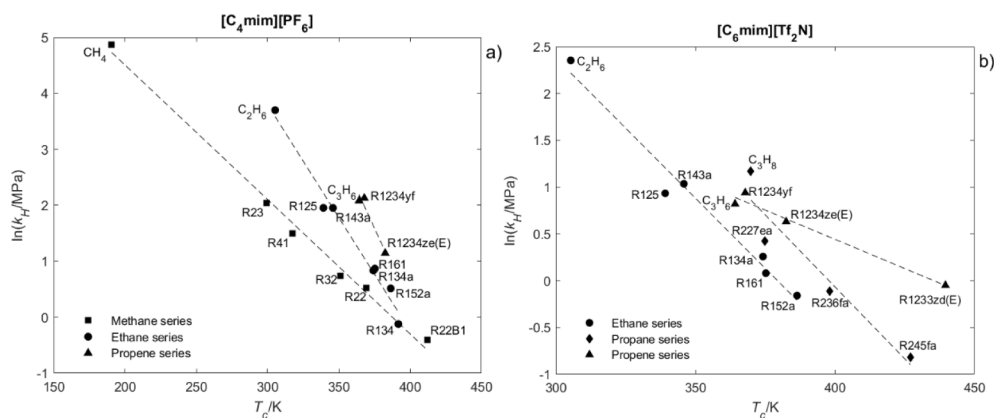 [C4mim][PF6]
a)
5
4
3
2
1
0
-1
ln(kH/MPa)
CH4
C2H6
C3H6
R1234yf
R125
R143a
R23
R41
R1234ze(E)
R161
R134a
R32
R22
R152a
R134
R22B1
Methane series
Ethane series
Propene series
150 200 250 300 350 400 450
Tc/K
[C6mim][Tf2N]
b)
2.5
2
1.5
1
0.5
0
-0.5
-1
ln(kH/MPa)
C2H6
C3H8
R143a
R125
R1234yf
C3H6
R1234ze(E)
R227ea
R134a
R161
R152a
R236fa
R1233zd(E)
R245fa
Ethane series
Propane series
Propene series
300 350 400 450
Tc/K